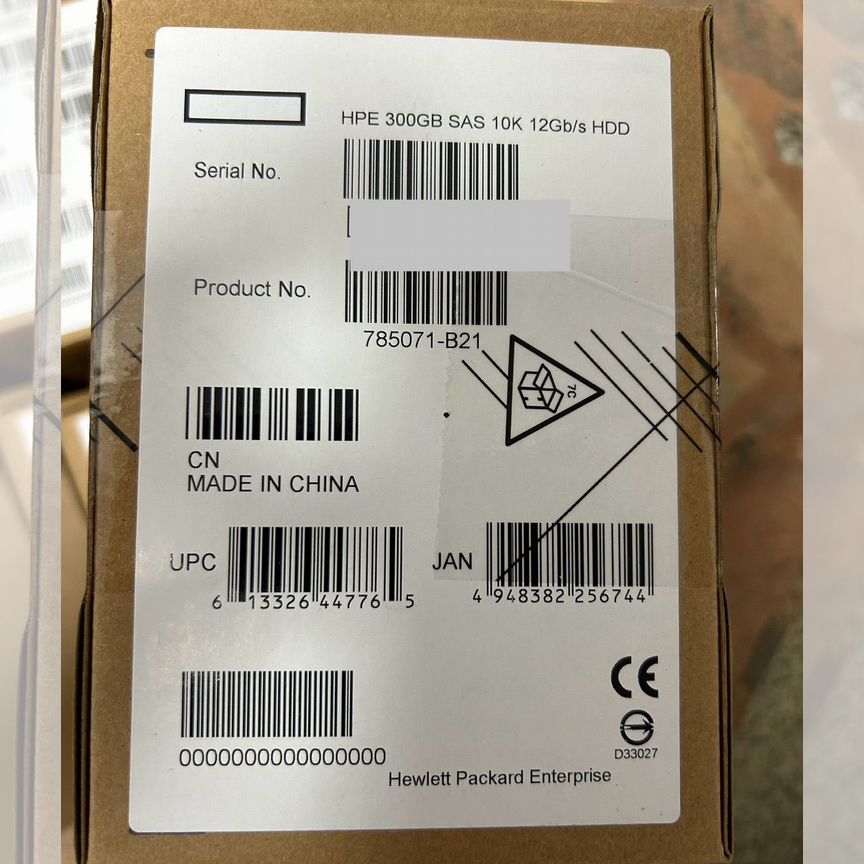 HPE 300GB SAS 10K 12Gb/s HDD
Serial No.
Product No.
785071-B21
7C
CN
MADE IN CHINA
UPC
6 13326 44776 5
JAN
4 948382 256744
D33027
0000000000000000
Hewlett Packard Enterprise